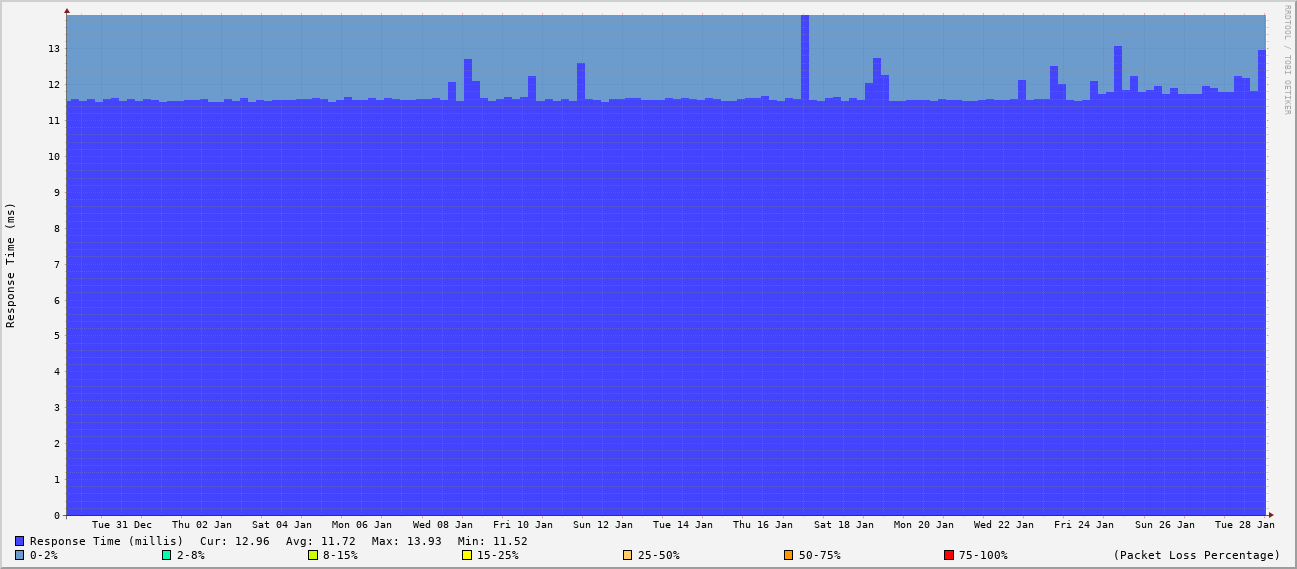 RRDTOOL / TOBI OETIKER
Response Time (ms)
13
12
11
10
9
8
7
6
5
4
3
2
1
0
Tue 31 Dec Thu 02 Jan Sat 04 Jan Mon 06 Jan Wed 08 Jan Fri 10 Jan Sun 12 Jan Tue 14 Jan Thu 16 Jan Sat 18 Jan Mon 20 Jan Wed 22 Jan Fri 24 Jan Sun 26 Jan Tue 28 Jan
Response Time (millis) Cur: 12.96 Avg: 11.72 Max: 13.93 Min: 11.52
0-2% 2-8% 8-15% 15-25% 25-50% 50-75% 75-100% (Packet Loss Percentage)